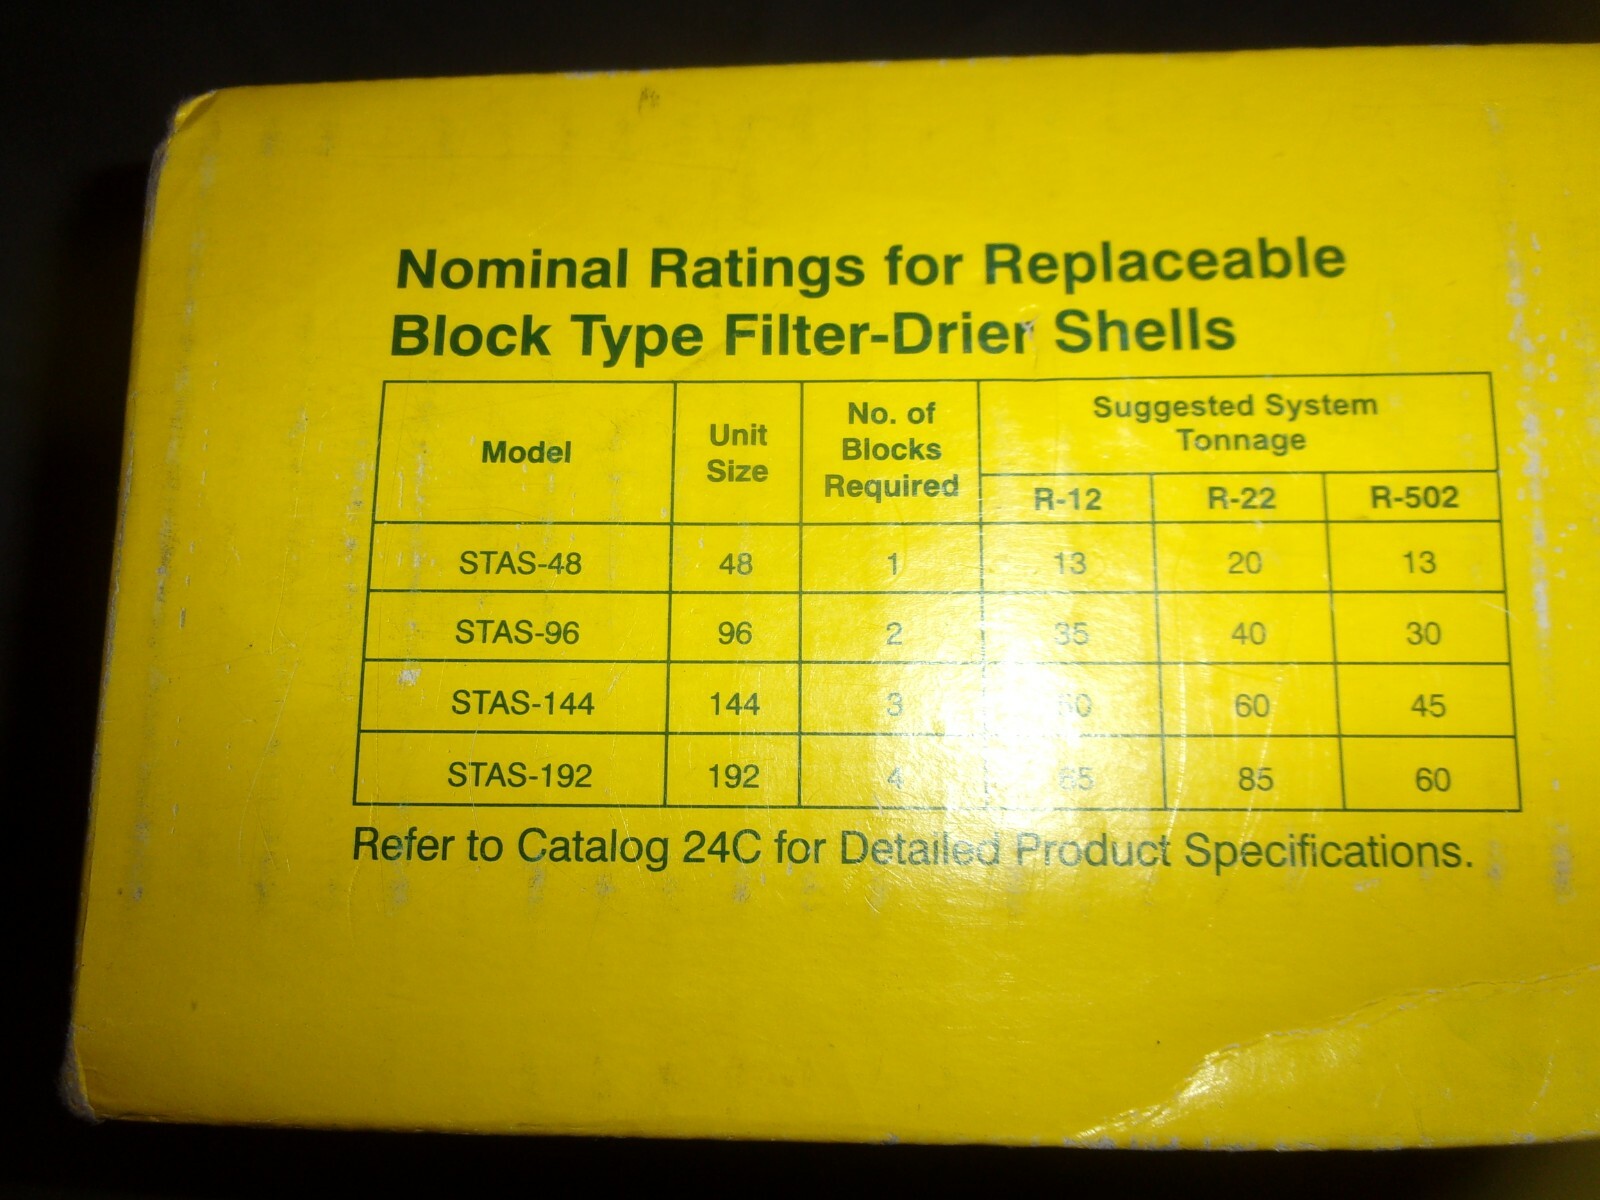 Nominal Ratings for Replaceable
Block Type Filter-Drier Shells
Model Unit Size No. of Blocks Required Suggested System Tonnage
R-12 R-22 R-502
STAS-48 48 1 13 20 13
STAS-96 96 2 35 40 30
STAS-144 144 3 60 45
STAS-192 192 4 85 60
Refer to Catalog 24C for Detailed Product Specifications.